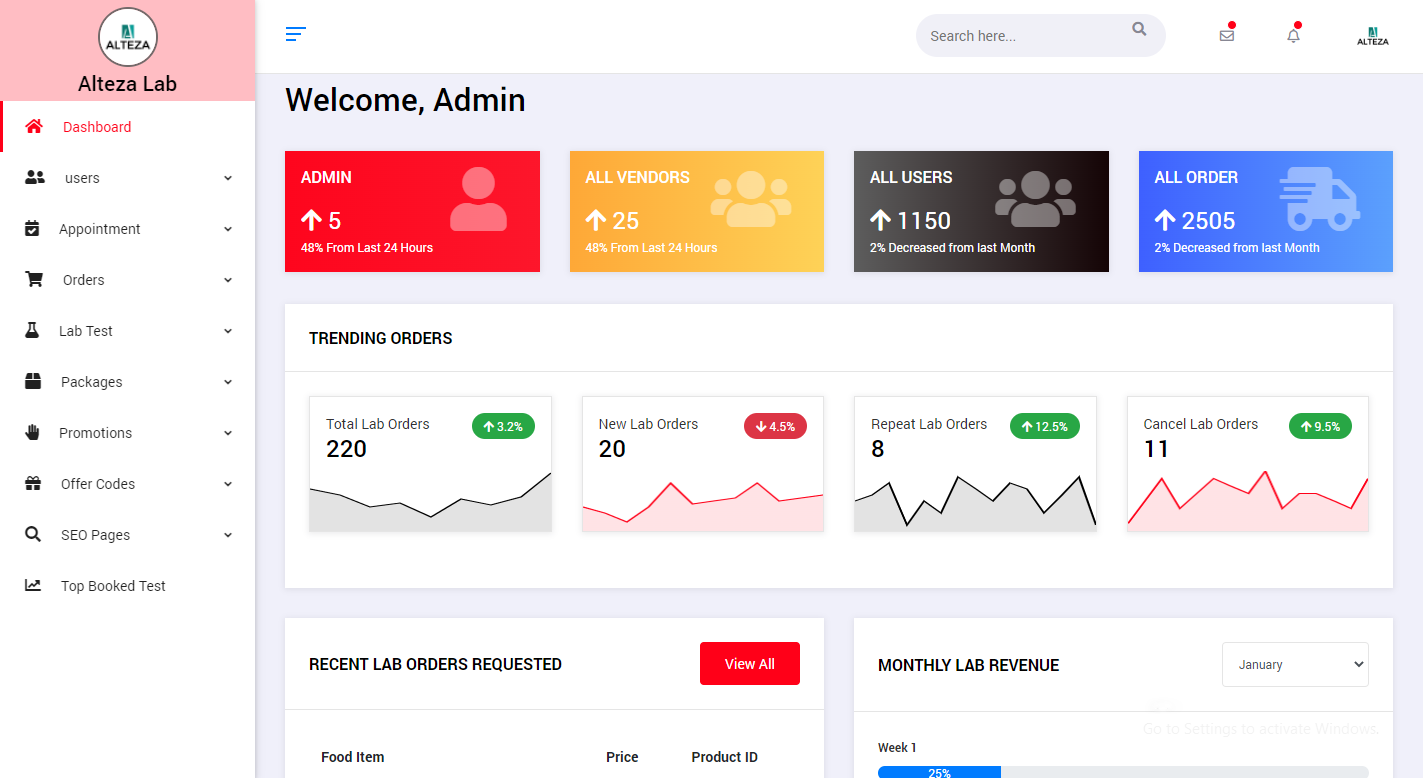 ALTEZA
Alteza Lab
Dashboard
users
Appointment
Orders
Lab Test
Packages
Promotions
Offer Codes
SEO Pages
Top Booked Test
Search here...
ALTEZA
Welcome, Admin
ADMIN
5
48% From Last 24 Hours
ALL VENDORS
25
48% From Last 24 Hours
ALL USERS
1150
2% Decreased from last Month
ALL ORDER
2505
2% Decreased from last Month
TRENDING ORDERS
Total Lab Orders
3.2%
220
New Lab Orders
4.5%
20
Repeat Lab Orders
12.5%
8
Cancel Lab Orders
9.5%
11
RECENT LAB ORDERS REQUESTED
View All
Food Item Price Product ID
MONTHLY LAB REVENUE
January
Go to Settings to activate Windows.
Week 1
25%